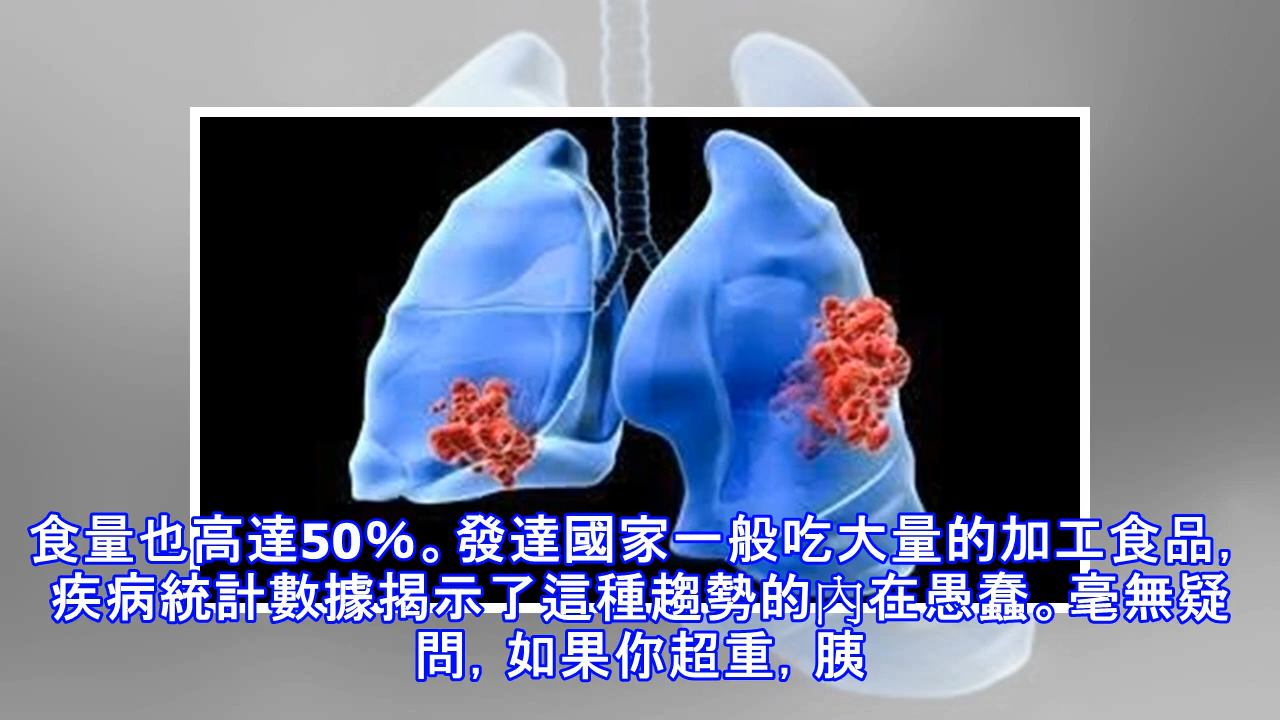 食量也高達50%。發達國家一般吃大量的加工食品,
疾病統計數據揭示了這種趨勢的內在愚蠢。毫無疑
問, 如果你超重, 胰